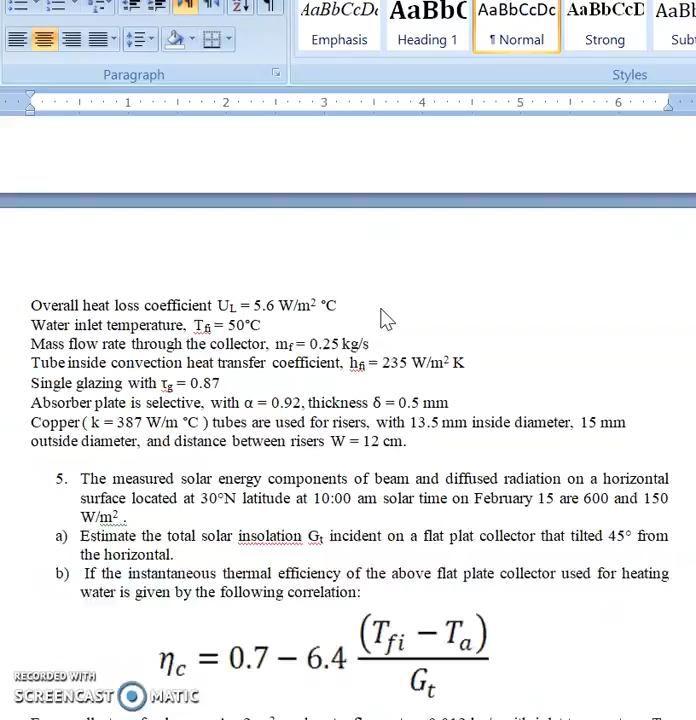 AaBbCcDc AaBbC AaBbCcDc AaBbCcD AaBb
Emphasis Heading 1 ¶ Normal Strong Sub
Paragraph Styles
1 2 3 4 5 6
Overall heat loss coefficient UL = 5.6 W/m² °C
Water inlet temperature, Tfi = 50°C
Mass flow rate through the collector, mf = 0.25 kg/s
Tube inside convection heat transfer coefficient, hfi = 235 W/m² K
Single glazing with τg = 0.87
Absorber plate is selective, with α = 0.92, thickness δ = 0.5 mm
Copper ( k = 387 W/m °C ) tubes are used for risers, with 13.5 mm inside diameter, 15 mm
outside diameter, and distance between risers W = 12 cm.
5. The measured solar energy components of beam and diffused radiation on a horizontal
surface located at 30°N latitude at 10:00 am solar time on February 15 are 600 and 150
W/m² .
a) Estimate the total solar insolation Gt incident on a flat plat collector that tilted 45° from
the horizontal.
b) If the instantaneous thermal efficiency of the above flat plate collector used for heating
water is given by the following correlation:
ηc = 0.7 − 6.4 (Tfi − Ta) / Gt
RECORDED WITH
SCREENCAST MATIC